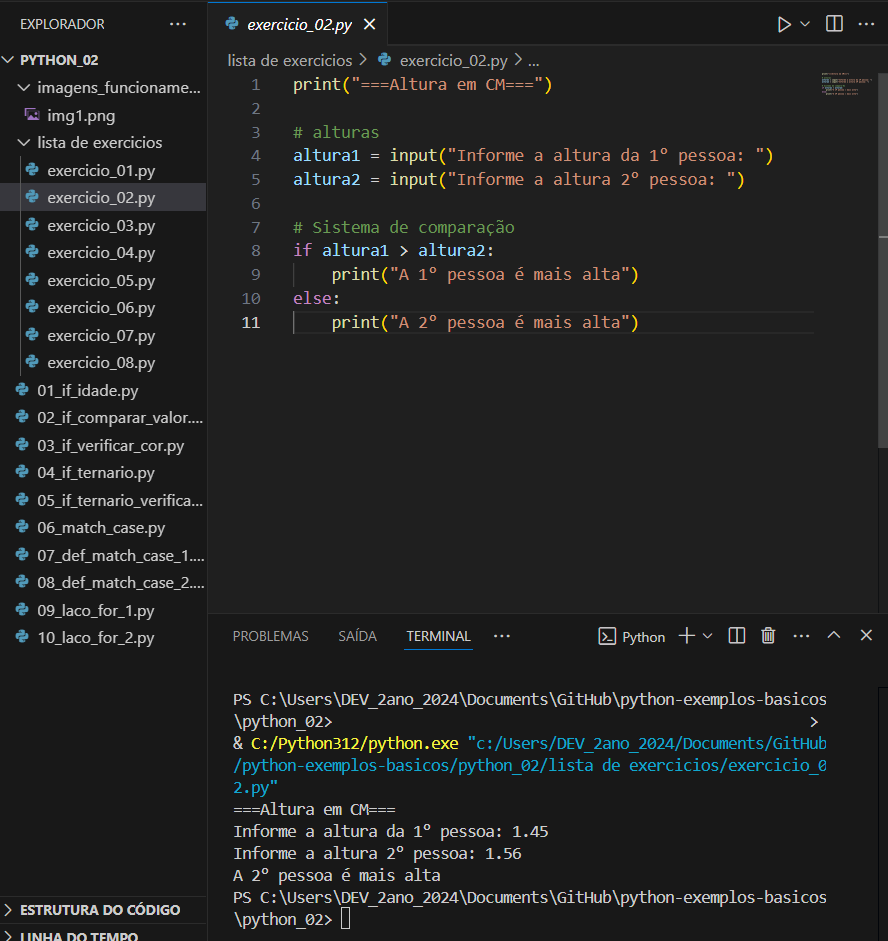 EXPLORADOR
PYTHON_02
imagens_funcioname...
img1.png
lista de exercicios
exercicio_01.py
exercicio_02.py
exercicio_03.py
exercicio_04.py
exercicio_05.py
exercicio_06.py
exercicio_07.py
exercicio_08.py
01_if_idade.py
02_if_comparar_valor....
03_if_verificar_cor.py
04_if_ternario.py
05_if_ternario_verifica...
06_match_case.py
07_def_match_case_1....
08_def_match_case_2....
09_laco_for_1.py
10_laco_for_2.py
ESTRUTURA DO CÓDIGO
LINHA DO TEMPO
exercicio_02.py
lista de exercicios > exercicio_02.py > ...
1 print("===Altura em CM===")
2
3 # alturas
4 altura1 = input("Informe a altura da 1º pessoa: ")
5 altura2 = input("Informe a altura 2º pessoa: ")
6
7 # Sistema de comparação
8 if altura1 > altura2:
9 print("A 1º pessoa é mais alta")
10 else:
11 print("A 2º pessoa é mais alta")
PROBLEMAS SAÍDA TERMINAL ... Python
PS C:\Users\DEV_2ano_2024\Documents\GitHub\python-exemplos-basicos
\python_02> >
& C:/Python312/python.exe "c:/Users/DEV_2ano_2024/Documents/GitHub
/python-exemplos-basicos/python_02/lista de exercicios/exercicio_0
2.py"
===Altura em CM===
Informe a altura da 1º pessoa: 1.45
Informe a altura 2º pessoa: 1.56
A 2º pessoa é mais alta
PS C:\Users\DEV_2ano_2024\Documents\GitHub\python-exemplos-basicos
\python_02>